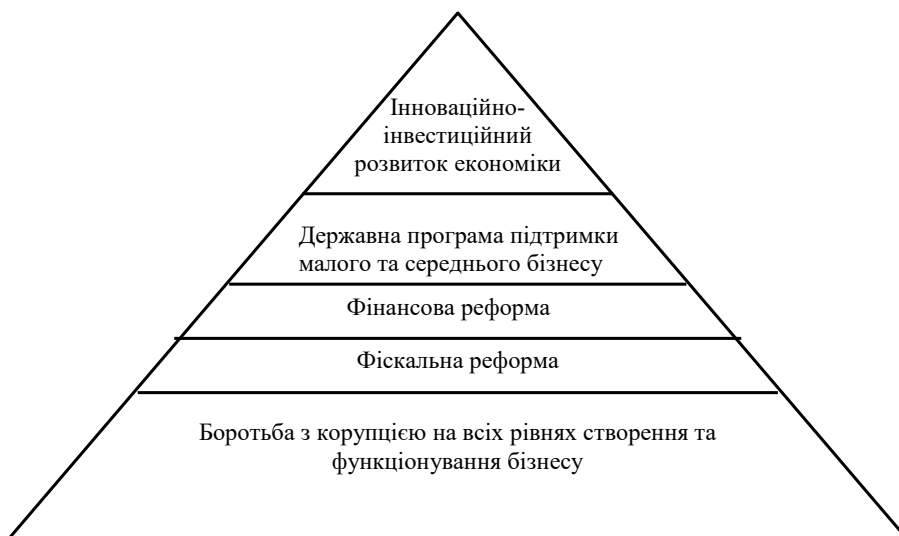 Інноваційно-
інвестиційний
розвиток економіки
Державна програма підтримки
малого та середнього бізнесу
Фінансова реформа
Фіскальна реформа
Боротьба з корупцією на всіх рівнях створення та
функціонування бізнесу